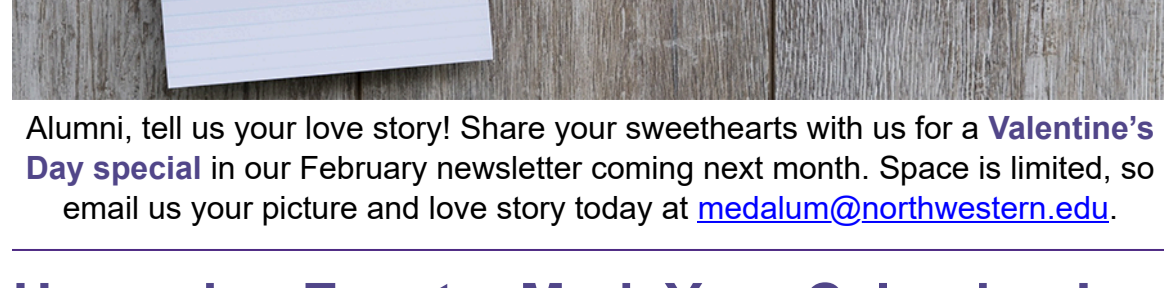 Alumni, tell us your love story! Share your sweethearts with us for a Valentine's
Day special in our February newsletter coming next month. Space is limited, so
email us your picture and love story today at medalum@northwestern.edu.